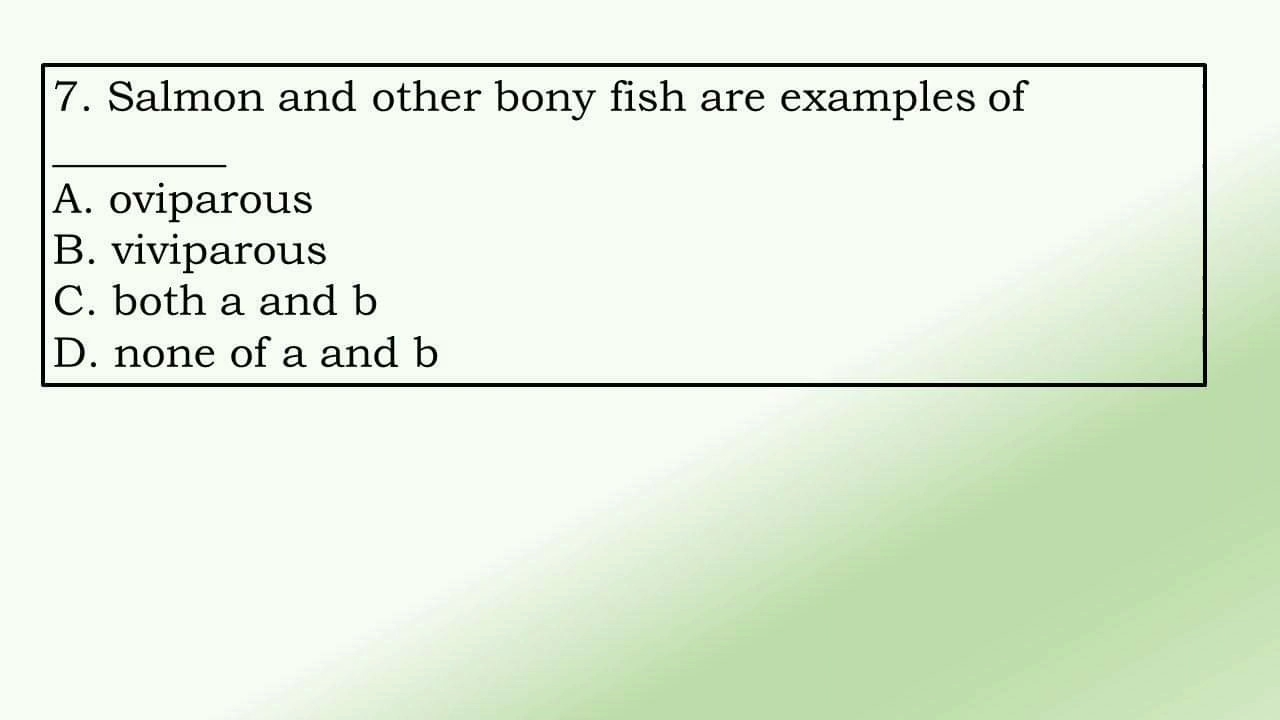 7. Salmon and other bony fish are examples of
________
A. oviparous
B. viviparous
C. both a and b
D. none of a and b